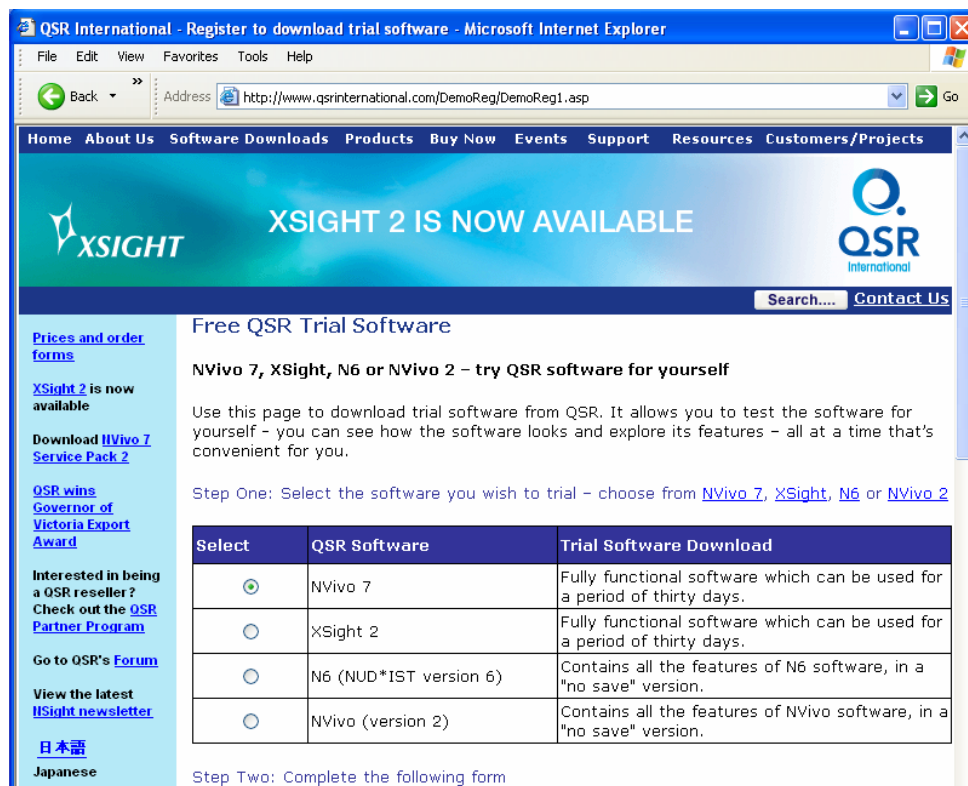 QSR International - Register to download trial software - Microsoft Internet Explorer
File Edit View Favorites Tools Help
Back Address http://www.qsrinternational.com/DemoReg/DemoReg1.asp Go
Home About Us Software Downloads Products Buy Now Events Support Resources Customers/Projects
XSIGHT
XSIGHT 2 IS NOW AVAILABLE
Q.
QSR
International
Search.... Contact Us
Prices and order
forms
XSight 2 is now
available
Download NVivo 7
Service Pack 2
QSR wins
Governor of
Victoria Export
Award
Interested in being
a QSR reseller?
Check out the QSR
Partner Program
Go to QSR's Forum
View the latest
NSight newsletter
日本語
Japanese
Free QSR Trial Software
NVivo 7, XSight, N6 or NVivo 2 – try QSR software for yourself
Use this page to download trial software from QSR. It allows you to test the software for
yourself – you can see how the software looks and explore its features – all at a time that's
convenient for you.
Step One: Select the software you wish to trial – choose from NVivo 7, XSight, N6 or NVivo 2
Select QSR Software Trial Software Download
NVivo 7 Fully functional software which can be used for
a period of thirty days.
XSight 2 Fully functional software which can be used for
a period of thirty days.
N6 (NUD*IST version 6) Contains all the features of N6 software, in a
"no save" version.
NVivo (version 2) Contains all the features of NVivo software, in a
"no save" version.
Step Two: Complete the following form